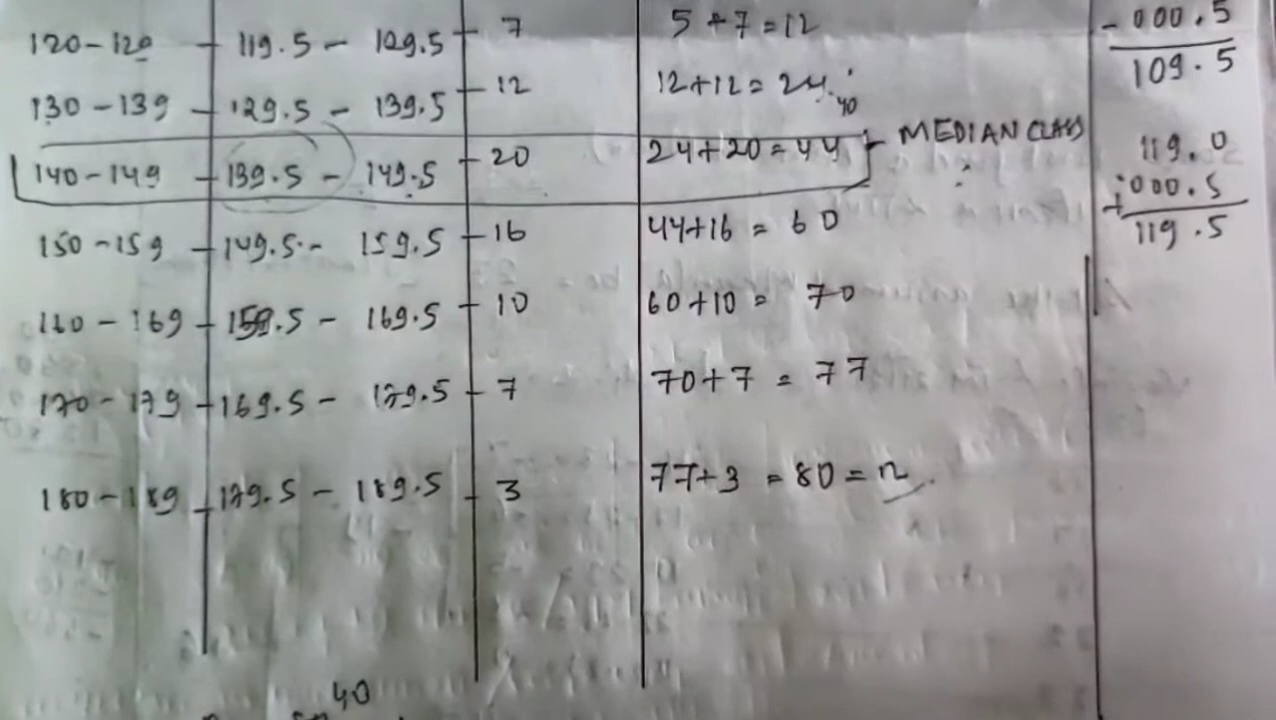 120-129 119.5 - 129.5 7 5+7=12
130-139 129.5 - 139.5 12 12+12=24
40
140-149 139.5 - 149.5 20 24+20=44 MEDIAN CLASS
150-159 149.5 - 159.5 16 44+16 = 60
160-169 159.5 - 169.5 10 60+10 = 70
170-179 169.5 - 179.5 7 70+7 = 77
180-189 179.5 - 189.5 3 77+3 = 80 = n
- 000.5
109.5
119.0
+ 000.5
119.5
40